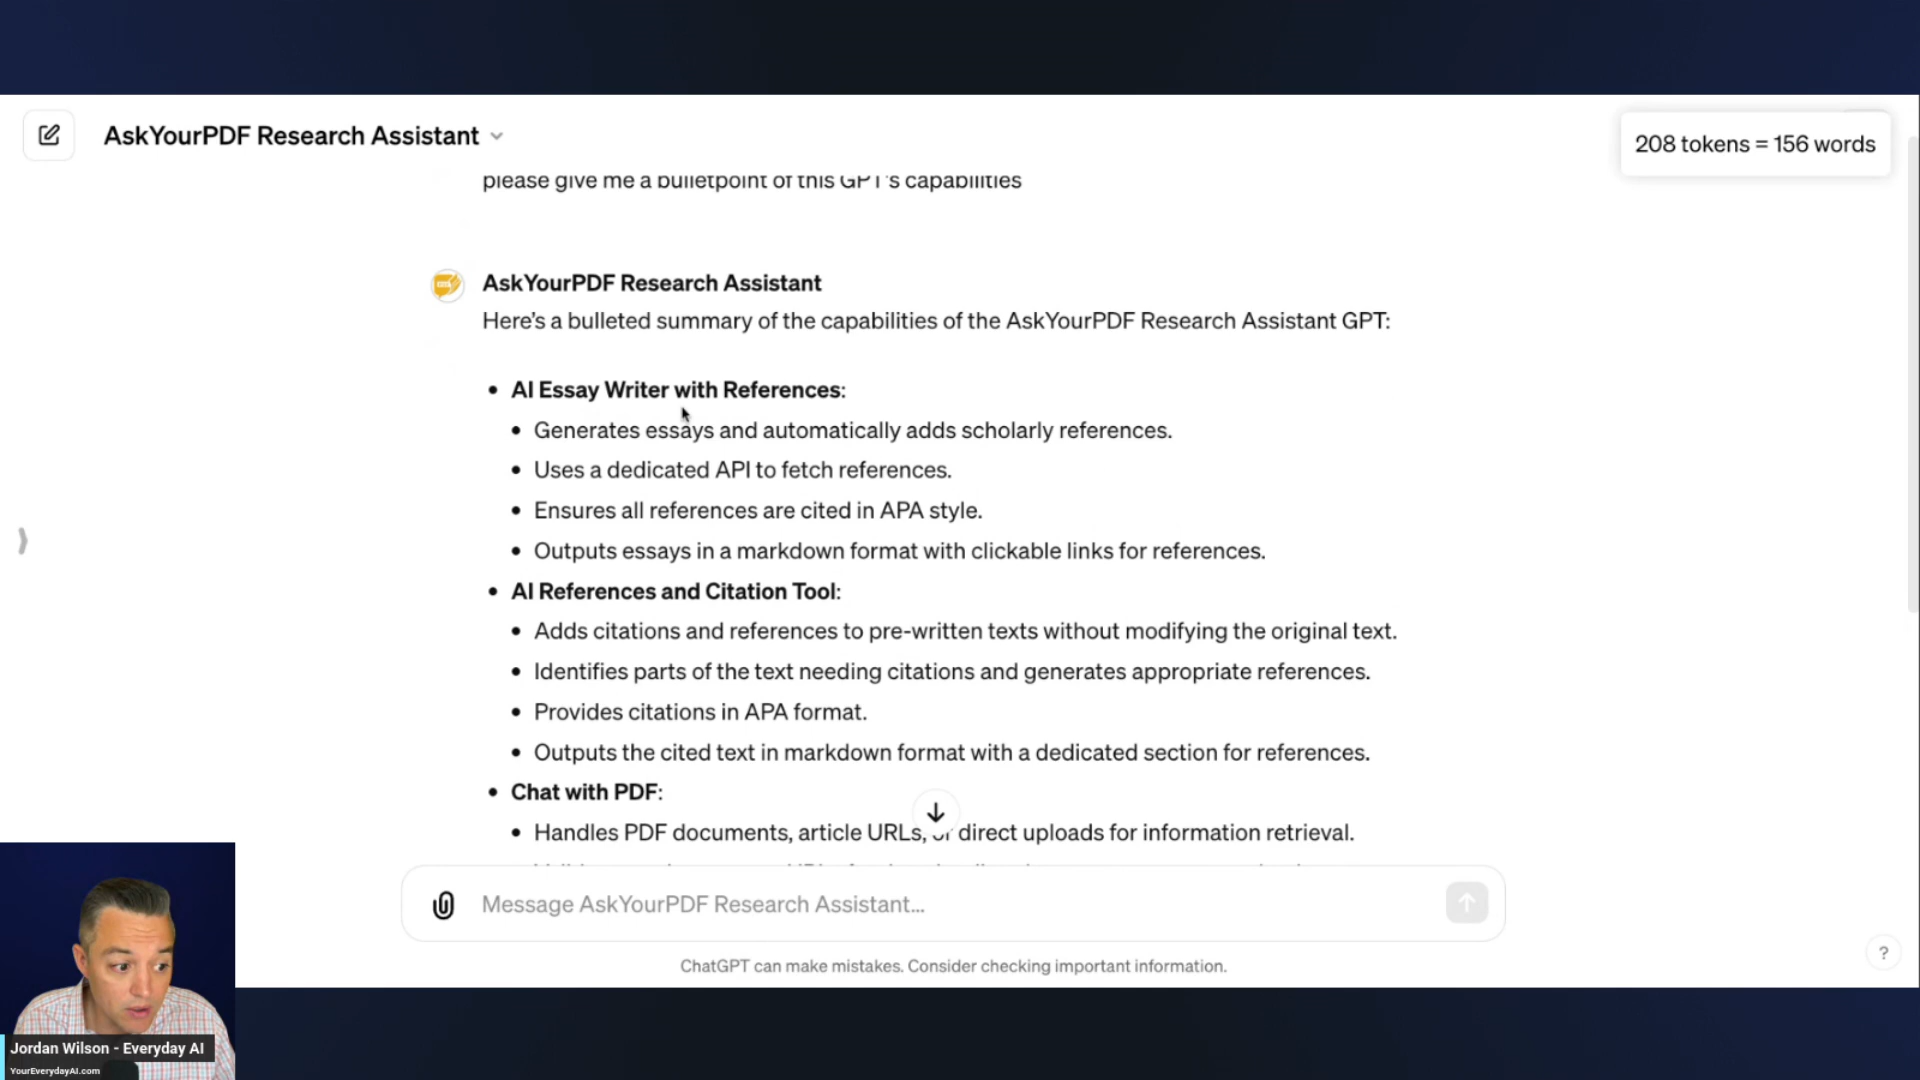 AskYourPDF Research Assistant
208 tokens = 156 words
please give me a bulletpoint of this GPT's capabilities
AskYourPDF Research Assistant
Here's a bulleted summary of the capabilities of the AskYourPDF Research Assistant GPT:
• AI Essay Writer with References:
• Generates essays and automatically adds scholarly references.
• Uses a dedicated API to fetch references.
• Ensures all references are cited in APA style.
• Outputs essays in a markdown format with clickable links for references.
• AI References and Citation Tool:
• Adds citations and references to pre-written texts without modifying the original text.
• Identifies parts of the text needing citations and generates appropriate references.
• Provides citations in APA format.
• Outputs the cited text in markdown format with a dedicated section for references.
• Chat with PDF:
• Handles PDF documents, article URLs, or direct uploads for information retrieval.
Message AskYourPDF Research Assistant...
ChatGPT can make mistakes. Consider checking important information.
?
Jordan Wilson - Everyday AI
YourEverydayAI.com